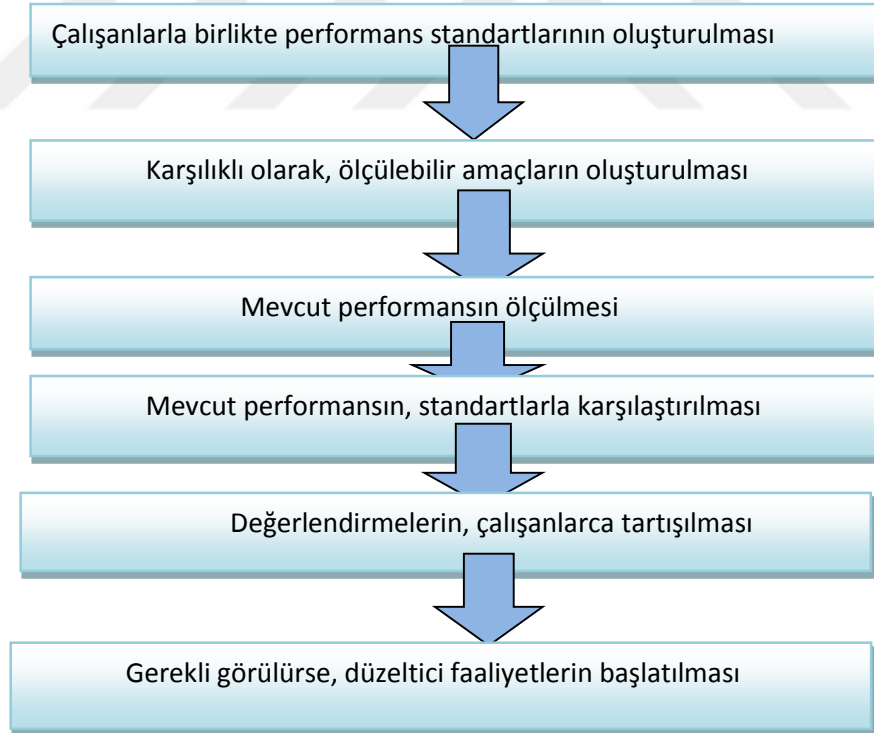 Çalışanlarla birlikte performans standartlarının oluşturulması
Karşılıklı olarak, ölçülebilir amaçların oluşturulması
Mevcut performansın ölçülmesi
Mevcut performansın, standartlarla karşılaştırılması
Değerlendirmelerin, çalışanlarca tartışılması
Gerekli görülürse, düzeltici faaliyetlerin başlatılması